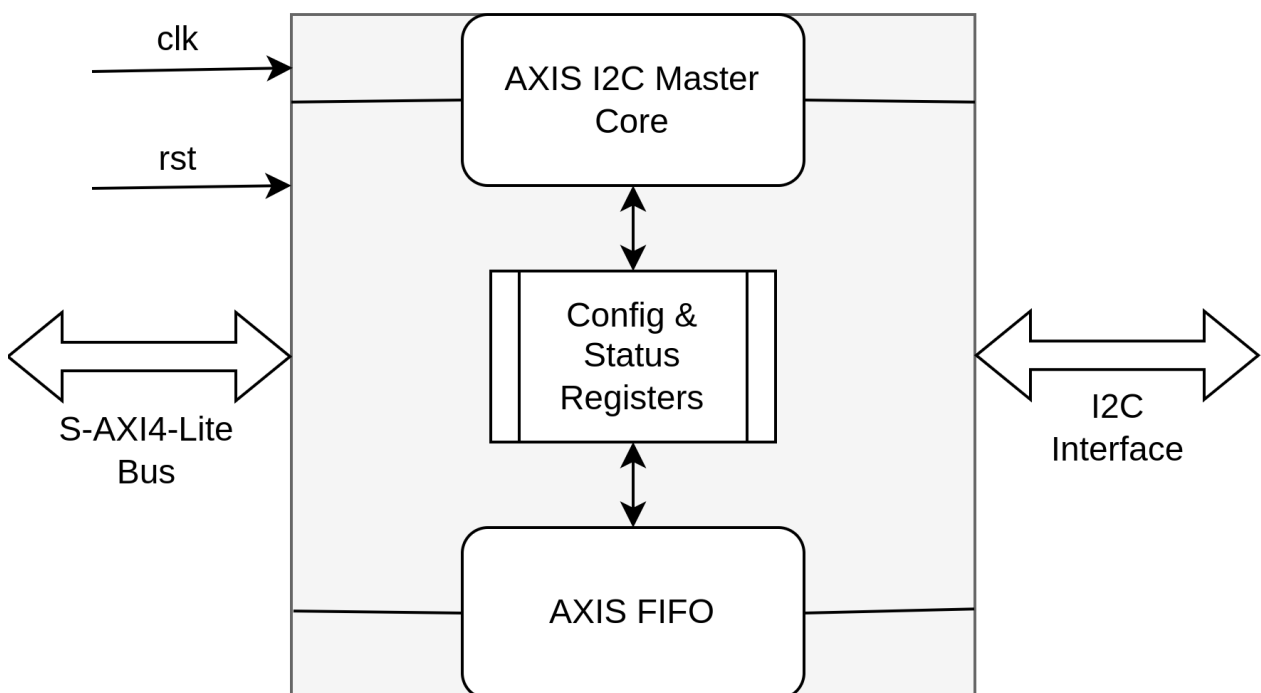 clk
AXIS I2C Master
Core
rst
Config &
Status
Registers
S-AXI4-Lite
Bus
I2C
Interface
AXIS FIFO